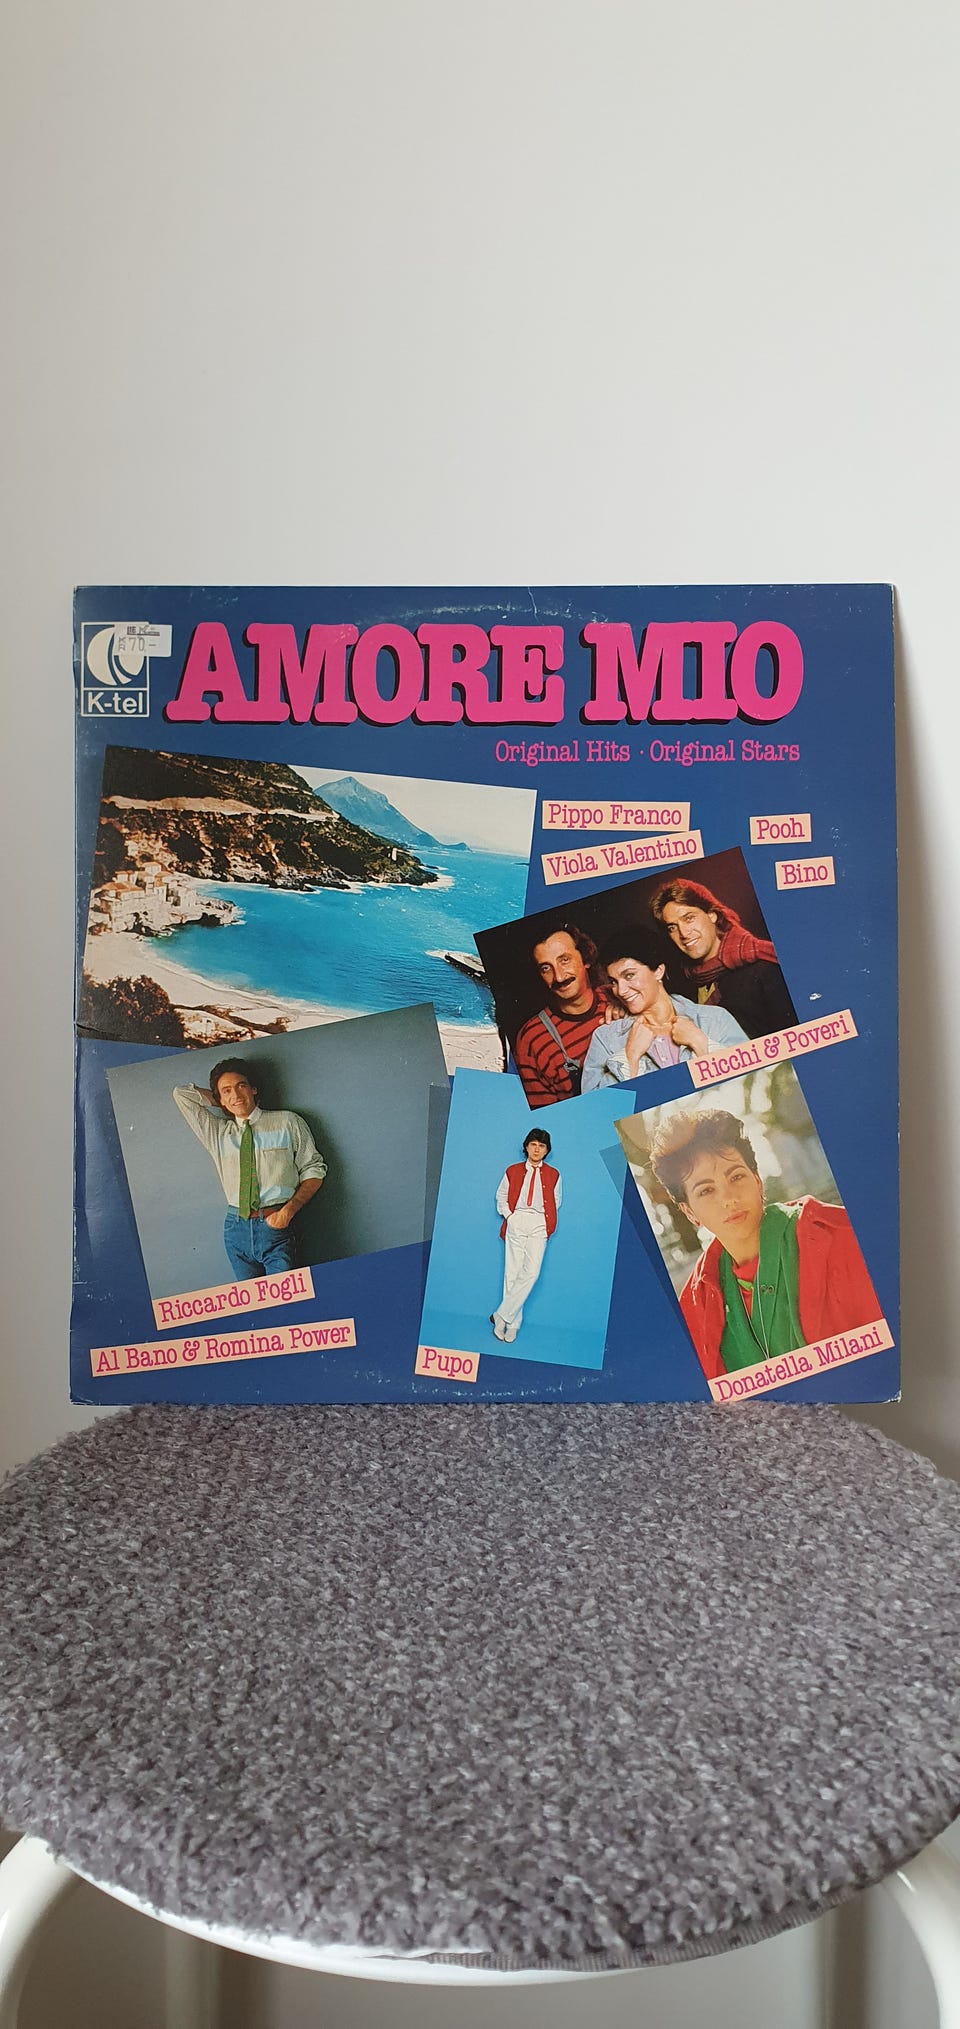 70.-
K-tel
AMORE MIO
Original Hits · Original Stars
Pippo Franco
Viola Valentino
Pooh
Bino
Ricchi & Poveri
Riccardo Fogli
Al Bano & Romina Power
Pupo
Donatella Milani